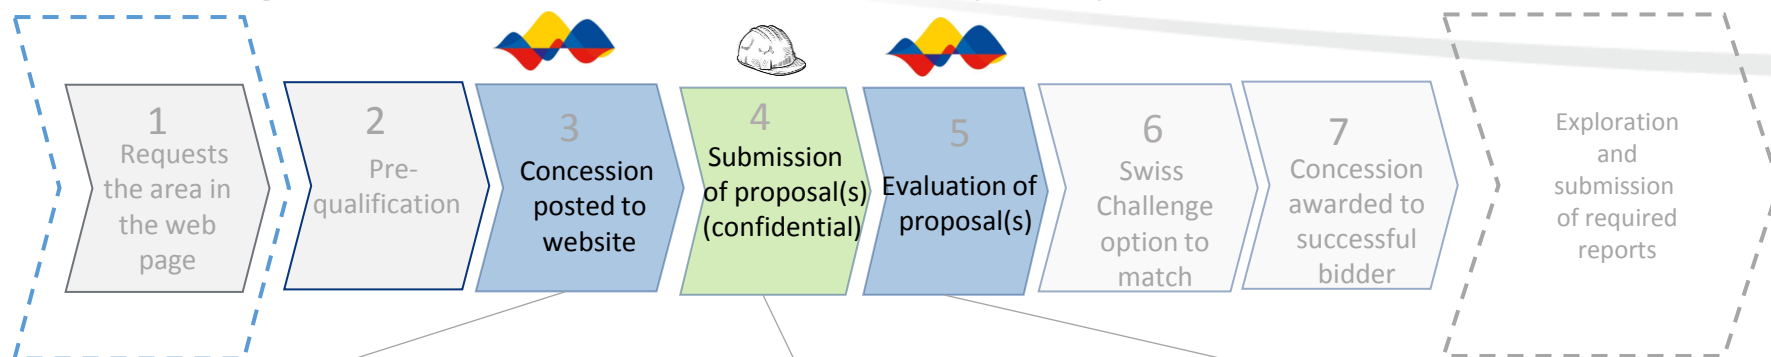 1
Requests
the area in
the web
page
2
Pre-
qualification
3
Concession
posted to
website
4
Submission
of proposal(s)
(confidential)
5
Evaluation of
proposal(s)
6
Swiss
Challenge
option to
match
7
Concession
awarded to
successful
bidder
Exploration
and
submission
of required
reports